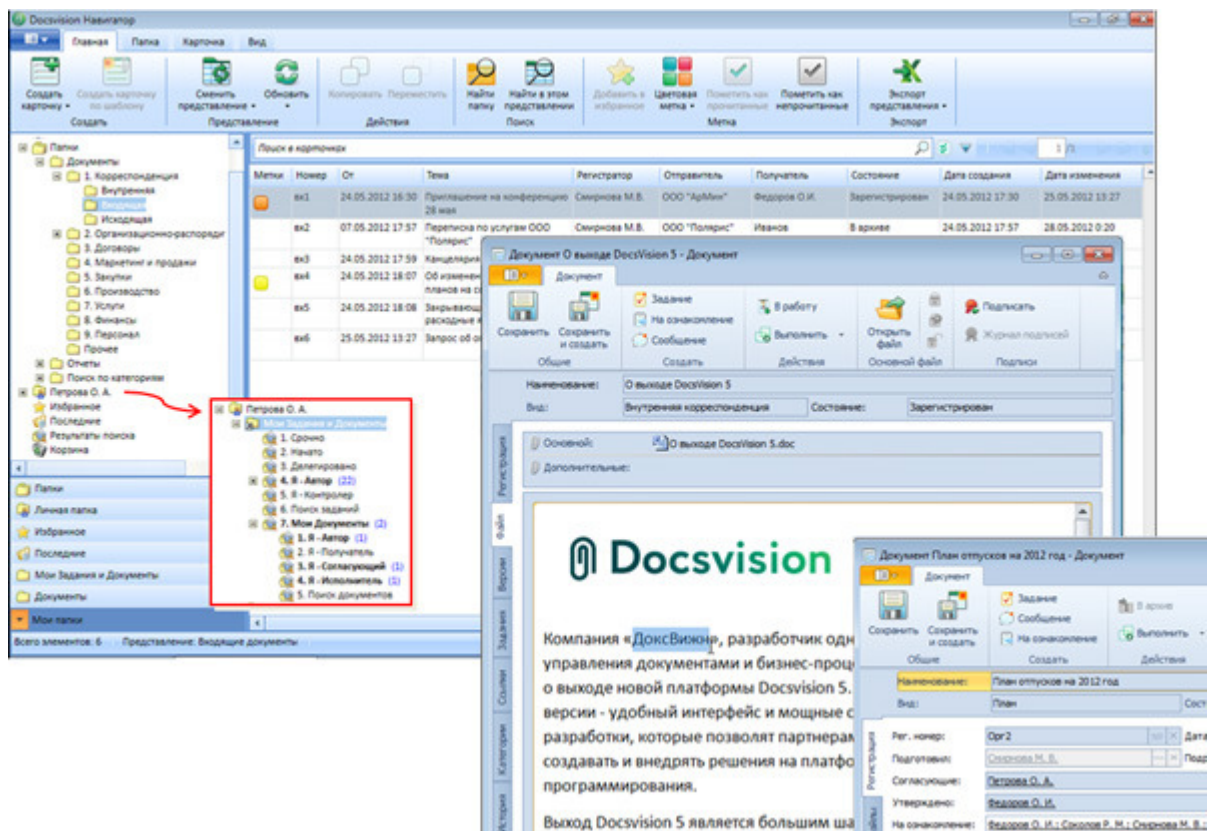 Docsvision Навигатор
Главная Папка Карточка Вид
Создать карточку
Создать карточку по шаблону
Сменить представление
Обновить
Копировать Переместить
Найти папку
Найти в этом представлении
Добавить в избранное
Цветовая метка
Пометить как прочитанные
Пометить как непрочитанные
Экспорт представления
Создать Представление Действия Поиск Метка Экспорт
Папки
Документы
1. Корреспонденция
Внутренняя
Входящая
Исходящая
2. Организационно-распоряди
3. Договоры
4. Маркетинг и продажи
5. Закупки
6. Производство
7. Услуги
8. Финансы
9. Персонал
Прочее
Отчеты
Поиск по категориям
Петрова О. А.
Избранное
Последние
Результаты поиска
Корзина
Папки
Личная папка
Избранное
Последние
Мои Задания и Документы
Документы
Мои папки
Всего элементов: 6 Представление: Входящие документы
Поиск в карточках
1
Метки Номер От Тема Регистратор Отправитель Получатель Состояние Дата создания Дата изменения
вх1 24.05.2012 16:30 Приглашение на конференцию 28 мая Смирнова М.В. ООО "АрМин" Федоров О.И. Зарегистрирован 24.05.2012 17:30 25.05.2012 13:27
вх2 07.05.2012 17:57 Переписка по услугам ООО "Полярис" Смирнова М.В. ООО "Полярис" Иванов В архиве 24.05.2012 17:57 28.05.2012 0:20
вх3 24.05.2012 17:59 Канцелярия
вх4 24.05.2012 18:07 Об изменен
планов на с
вх5 24.05.2012 18:08 Закрывающ
расходные
вх6 25.05.2012 13:27 Запрос об о
Петрова О. А.
Мои Задания и Документы
1. Срочно
2. Начато
3. Делегировано
4. Я - Автор (22)
5. Я - Контролер
6. Поиск заданий
7. Мои Документы (2)
1. Я - Автор (1)
2. Я - Получатель
3. Я - Согласующий (1)
4. Я - Исполнитель (1)
5. Поиск документов
Документ О выходе DocsVision 5 - Документ
Документ
Сохранить
Сохранить и создать
Задание
На ознакомление
Сообщение
В работу
Выполнить
Открыть файл
Подписать
Журнал подписей
Общие Создать Действия Основной файл Подписи
Наименование: О выходе DocsVision 5
Вид: Внутренняя корреспонденция Состояние: Зарегистрирован
Регистрация
Файл
Версии
Задания
Ссылки
Категории
История
Основной: О выходе DocsVision 5.doc
Дополнительные:
Docsvision
Компания «ДоксВижн», разработчик одн
управления документами и бизнес-проц
о выходе новой платформы Docsvision 5.
версии - удобный интерфейс и мощные с
разработки, которые позволят партнерам
создавать и внедрять решения на платфо
программирования.
Выход Docsvision 5 является большим ша
Документ План отпусков на 2012 год - Документ
Документ
Сохранить
Сохранить и создать
Задание
Сообщение
На ознакомление
В архив
Выполнить
Общие Создать Действия
Наименование: План отпусков на 2012 год
Вид: План Сост
Регистрация
Рег. номер: Орг2 Дата
Подготовил: Смирнова М. В. Подр
Согласующие: Петрова О. А.
Утверждено: Федоров О. И.
На ознакомление: Федоров О. И.; Соколов Р. М.; Смирнова М. В.;